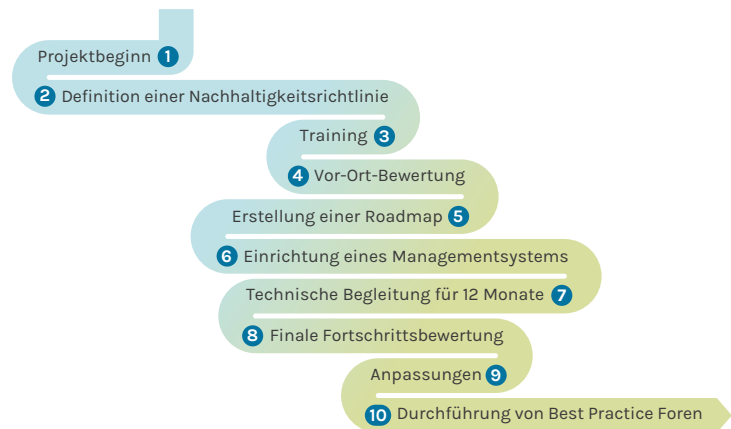 Projektbeginn 1
2 Definition einer Nachhaltigkeitsrichtlinie
Training 3
4 Vor-Ort-Bewertung
Erstellung einer Roadmap 5
6 Einrichtung eines Managementsystems
Technische Begleitung für 12 Monate 7
8 Finale Fortschrittsbewertung
Anpassungen 9
10 Durchführung von Best Practice Foren